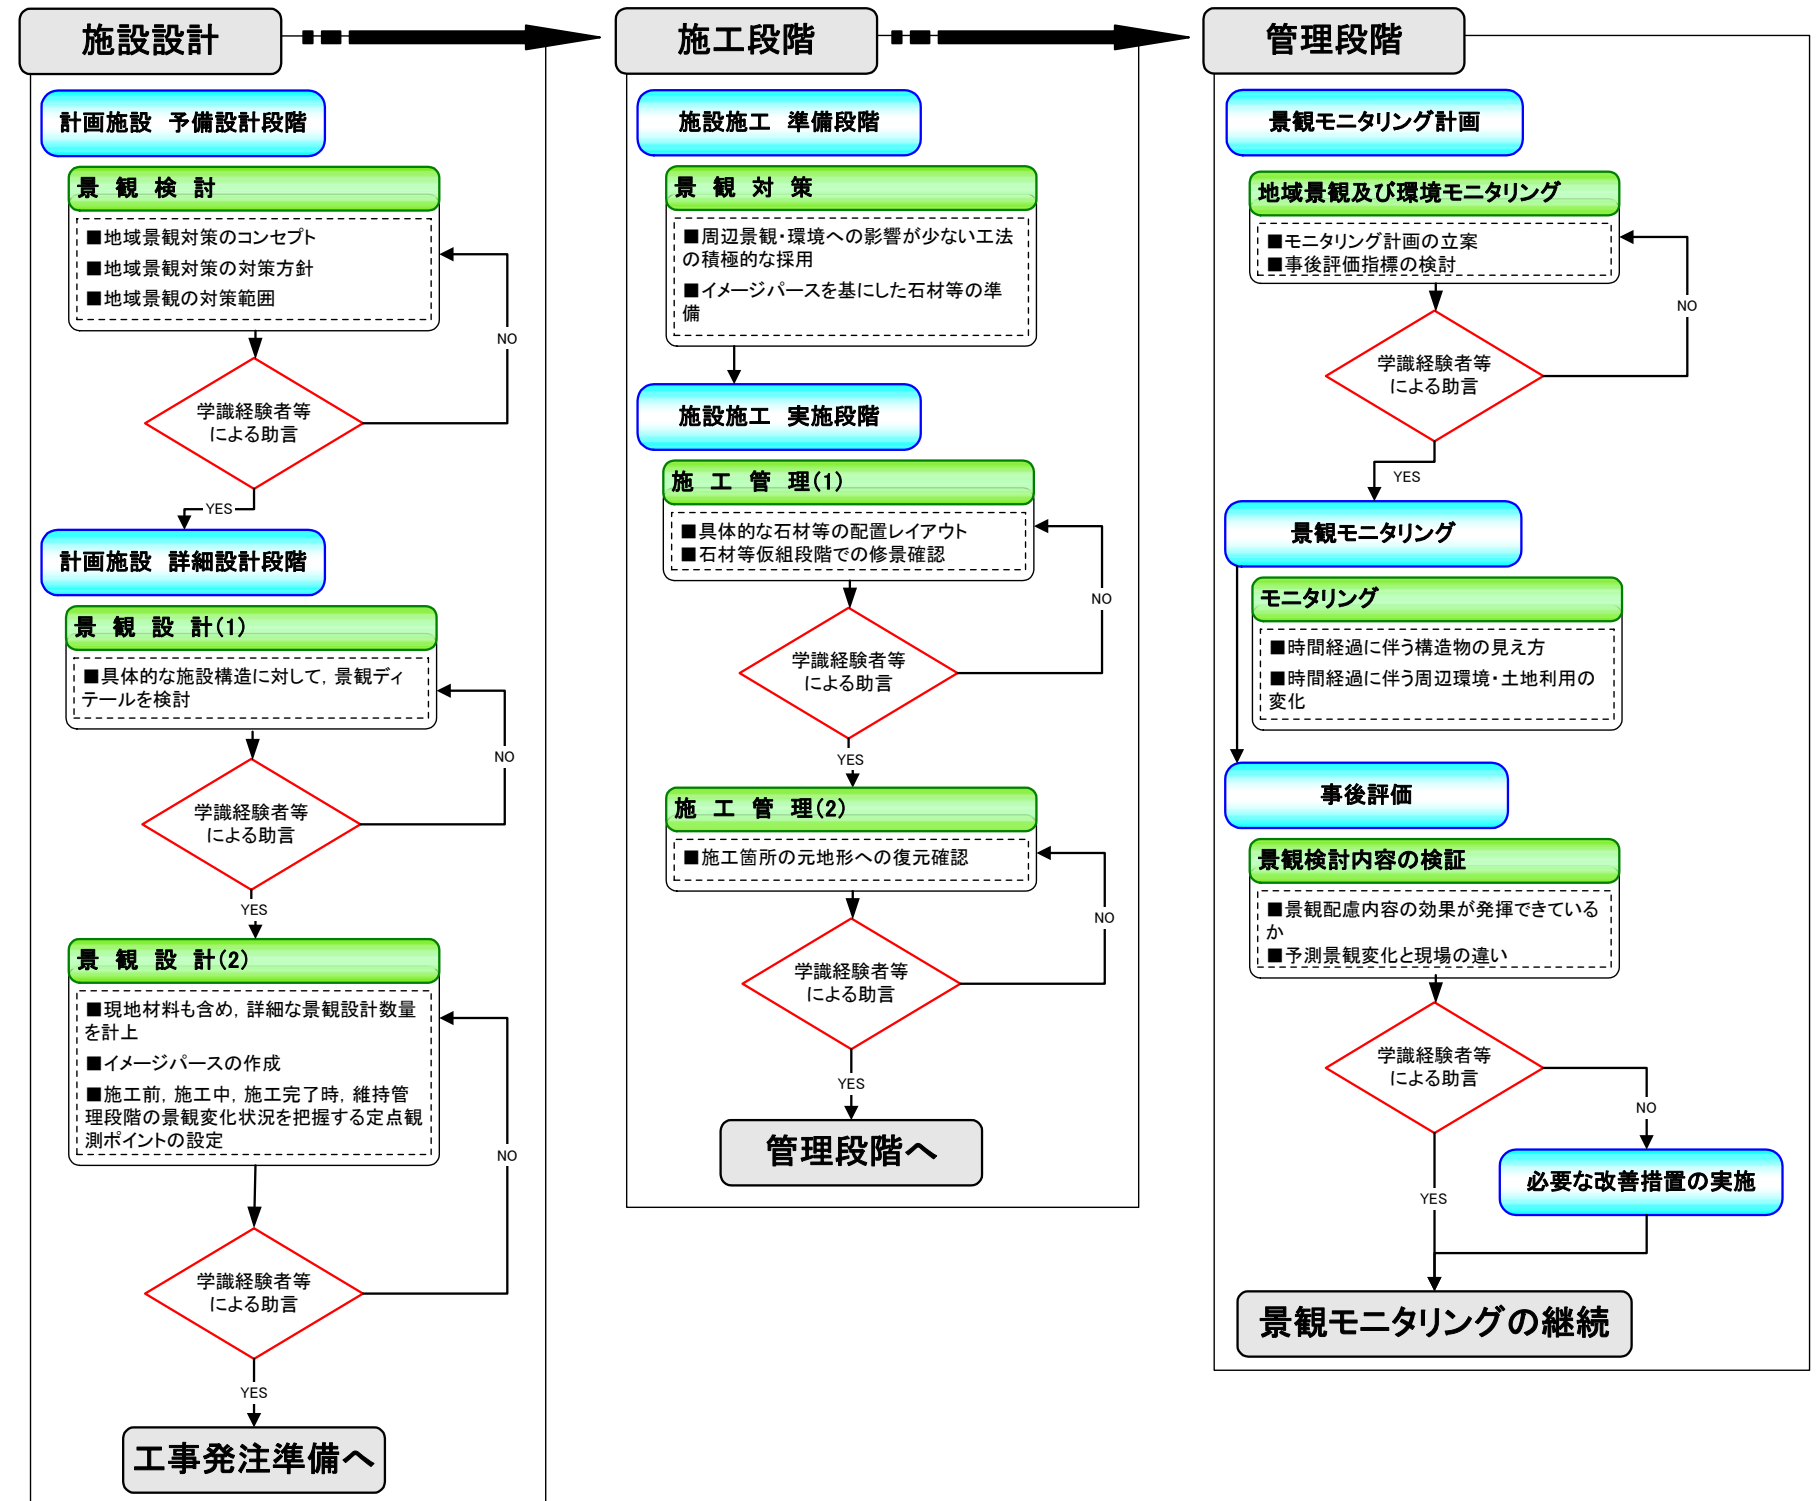 施設設計
計画施設　予備設計段階
景　観　検　討
■地域景観対策のコンセプト
■地域景観対策の対策方針
■地域景観の対策範囲
NO
学識経験者等
による助言
YES
計画施設　詳細設計段階
景　観　設　計(1)
■具体的な施設構造に対して，景観ディ
テールを検討
NO
学識経験者等
による助言
YES
景　観　設　計(2)
■現地材料も含め，詳細な景観設計数量
を計上
■イメージパースの作成
■施工前，施工中，施工完了時，維持管
理段階の景観変化状況を把握する定点観
測ポイントの設定
NO
学識経験者等
による助言
YES
工事発注準備へ
施工段階
施設施工　準備段階
景　観　対　策
■周辺景観・環境への影響が少ない工法
の積極的な採用
■イメージパースを基にした石材等の準
備
施設施工　実施段階
施　工　管　理(1)
■具体的な石材等の配置レイアウト
■石材等仮組段階での修景確認
NO
学識経験者等
による助言
YES
施　工　管　理(2)
■施工箇所の元地形への復元確認
NO
学識経験者等
による助言
YES
管理段階へ
管理段階
景観モニタリング計画
地域景観及び環境モニタリング
■モニタリング計画の立案
■事後評価指標の検討
NO
学識経験者等
による助言
YES
景観モニタリング
モニタリング
■時間経過に伴う構造物の見え方
■時間経過に伴う周辺環境・土地利用の
変化
事後評価
景観検討内容の検証
■景観配慮内容の効果が発揮できている
か
■予測景観変化と現場の違い
学識経験者等
による助言
NO
必要な改善措置の実施
YES
景観モニタリングの継続